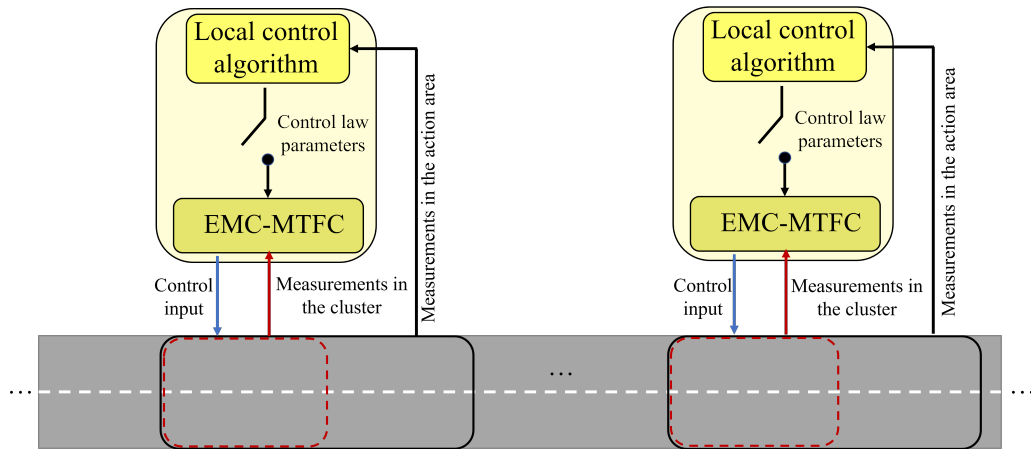 Local control
algorithm
Control law
parameters
EMC-MTFC
Measurements in the action area
Control
input
Measurements in
the cluster
Local control
algorithm
Control law
parameters
EMC-MTFC
Measurements in the action area
Control
input
Measurements in
the cluster
...
...
...